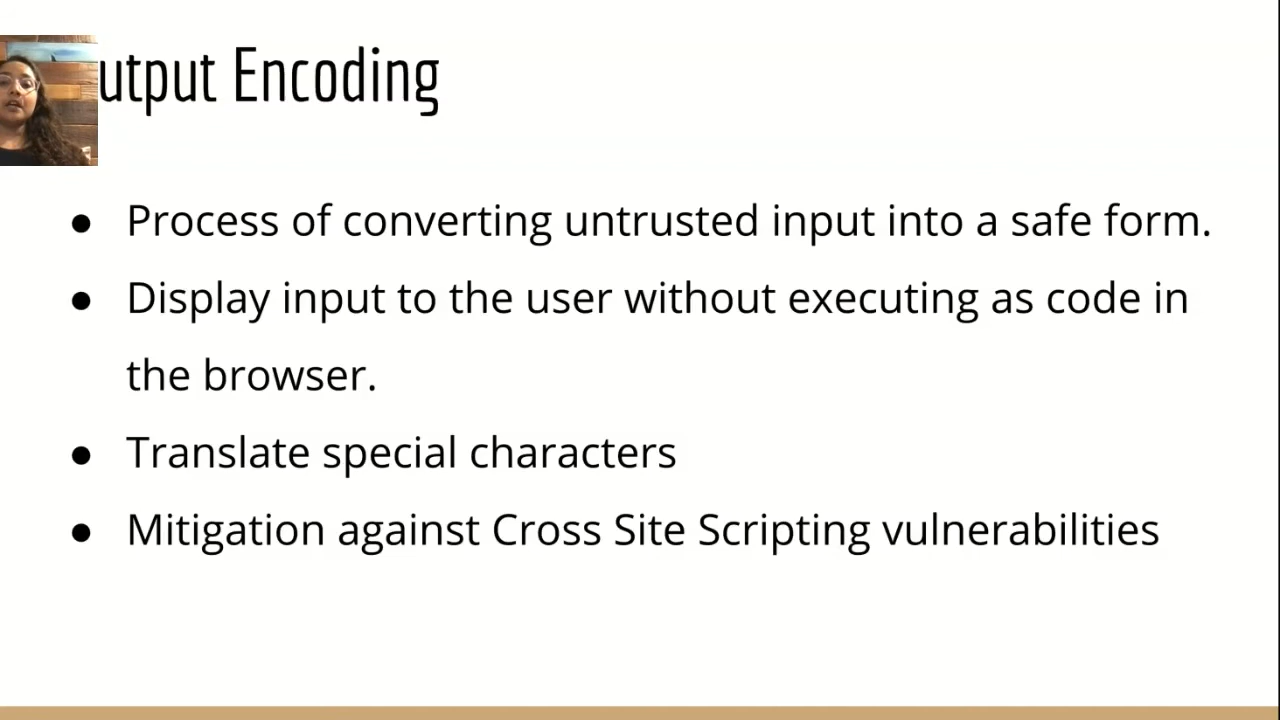 utput Encoding
● Process of converting untrusted input into a safe form.
● Display input to the user without executing as code in
the browser.
● Translate special characters
● Mitigation against Cross Site Scripting vulnerabilities